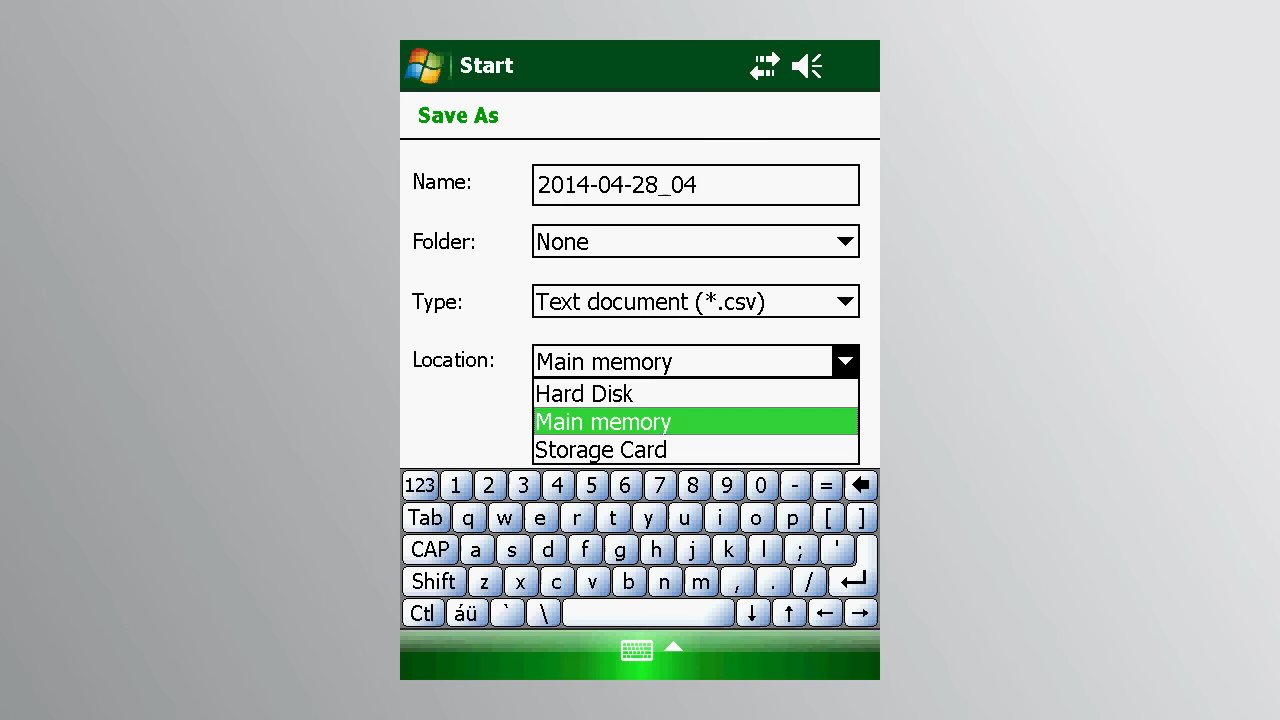 Start
Save As
Name: 2014-04-28_04
Folder: None
Type: Text document (*.csv)
Location: Main memory
Hard Disk
Main memory
Storage Card
123 1 2 3 4 5 6 7 8 9 0 - =
Tab q w e r t y u i o p [ ]
CAP a s d f g h j k l ; '
Shift z x c v b n m , . /
Ctl áü ` \ ↓ ↑ ← →